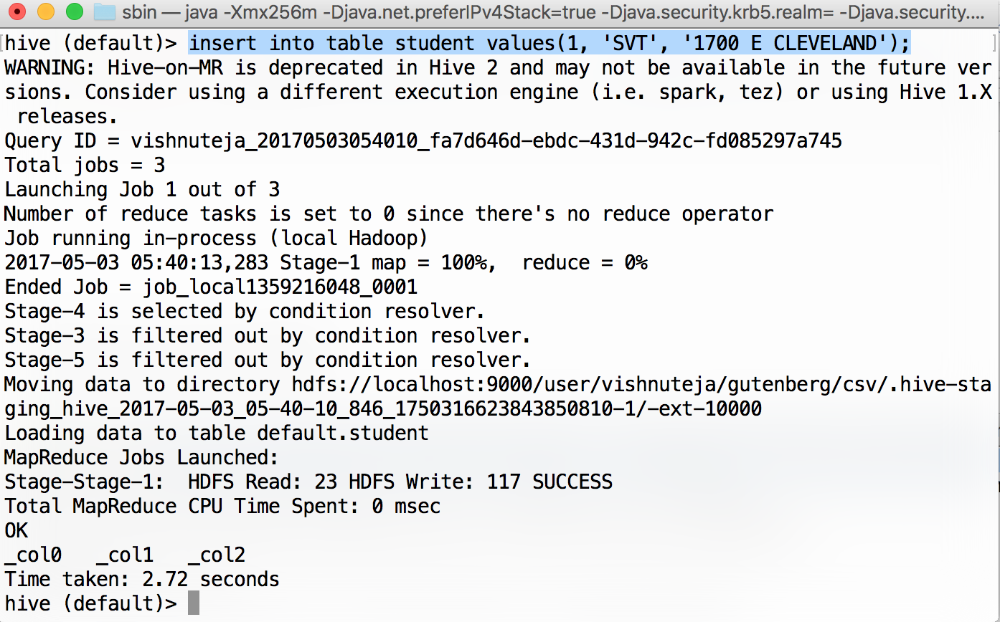 sbin — java -Xmx256m -Djava.net.preferIPv4Stack=true -Djava.security.krb5.realm= -Djava.security....
hive (default)> insert into table student values(1, 'SVT', '1700 E CLEVELAND');
WARNING: Hive-on-MR is deprecated in Hive 2 and may not be available in the future ver
sions. Consider using a different execution engine (i.e. spark, tez) or using Hive 1.X
 releases.
Query ID = vishnuteja_20170503054010_fa7d646d-ebdc-431d-942c-fd085297a745
Total jobs = 3
Launching Job 1 out of 3
Number of reduce tasks is set to 0 since there's no reduce operator
Job running in-process (local Hadoop)
2017-05-03 05:40:13,283 Stage-1 map = 100%,  reduce = 0%
Ended Job = job_local1359216048_0001
Stage-4 is selected by condition resolver.
Stage-3 is filtered out by condition resolver.
Stage-5 is filtered out by condition resolver.
Moving data to directory hdfs://localhost:9000/user/vishnuteja/gutenberg/csv/.hive-sta
ging_hive_2017-05-03_05-40-10_846_1750316623843850810-1/-ext-10000
Loading data to table default.student
MapReduce Jobs Launched:
Stage-Stage-1:  HDFS Read: 23 HDFS Write: 117 SUCCESS
Total MapReduce CPU Time Spent: 0 msec
OK
_col0   _col1   _col2
Time taken: 2.72 seconds
hive (default)>